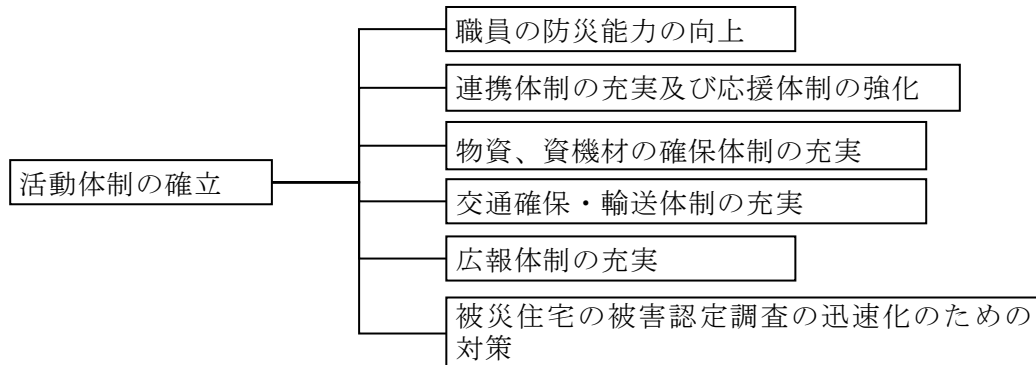 職員の防災能力の向上
連携体制の充実及び応援体制の強化
物資、資機材の確保体制の充実
活動体制の確立
交通確保・輸送体制の充実
広報体制の充実
被災住宅の被害認定調査の迅速化のための
対策